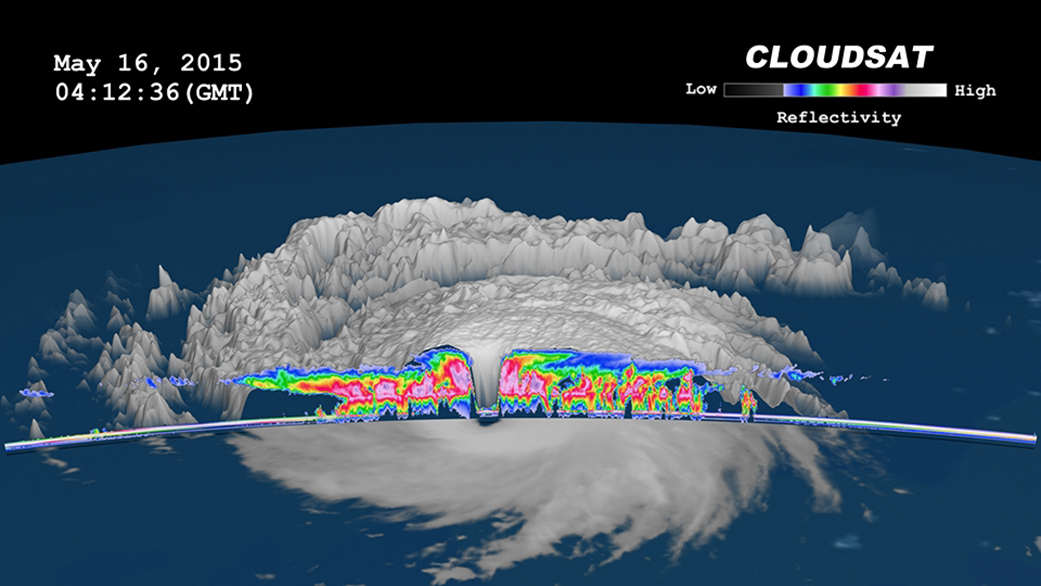 May 16, 2015
04:12:36(GMT)
CLOUDSAT
Low High
Reflectivity